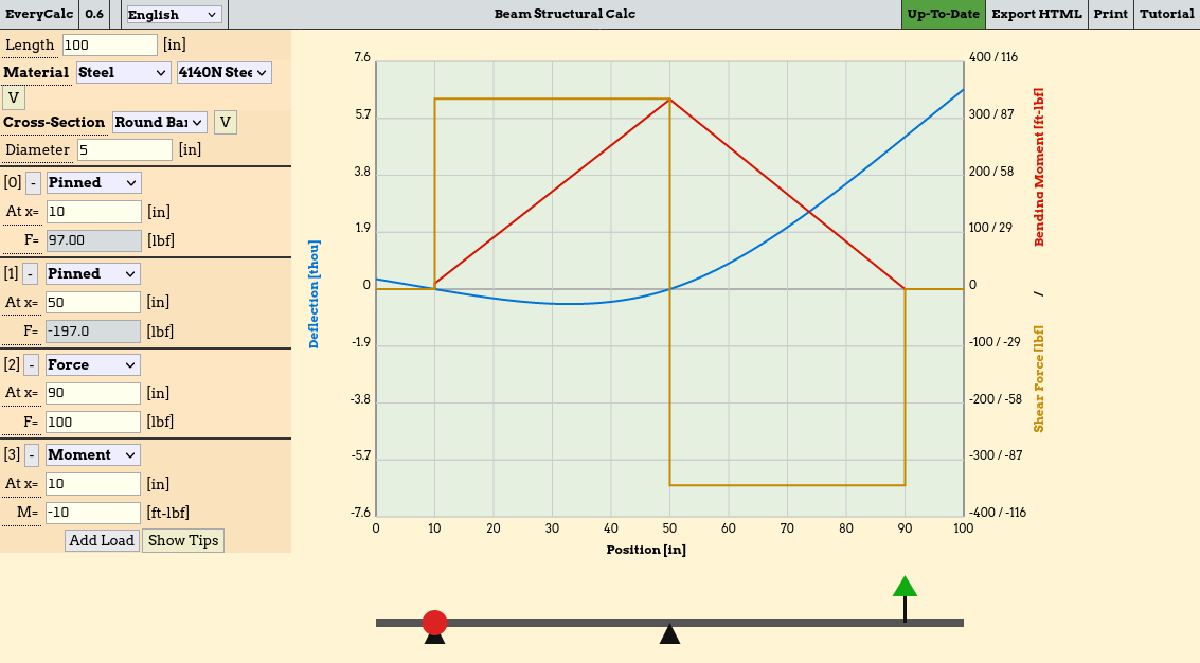 EveryCalc 0.6 English Beam Structural Calc Up-To-Date Export HTML Print Tutorial
Length 100 [in]
Material Steel 4140N Stee
V
Cross-Section Round Bar V
Diameter 5 [in]
[0] - Pinned
At x= 10 [in]
F= 97.00 [lbf]
[1] - Pinned
At x= 50 [in]
F= -197.0 [lbf]
[2] - Force
At x= 90 [in]
F= 100 [lbf]
[3] - Moment
At x= 10 [in]
M= -10 [ft-lbf]
Add Load Show Tips
Deflection [thou]
7.6
5.7
3.8
1.9
0
-1.9
-3.8
-5.7
-7.6
400 / 116
300 / 87
200 / 58
100 / 29
0
-100 / -29
-200 / -58
-300 / -87
-400 / -116
Bending Moment [ft-lbf]
/
Shear Force [lbf]
0 10 20 30 40 50 60 70 80 90 100
Position [in]